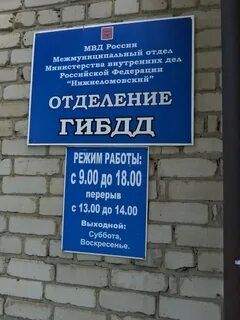 МВД России
Межмуниципальный отдел
Министерства внутренних дел
Российской Федерации
"Нижнеломовский"
ОТДЕЛЕНИЕ
ГИБДД
РЕЖИМ РАБОТЫ:
с 9.00 до 18.00
перерыв
с 13.00 до 14.00
Выходной:
Суббота,
Воскресенье.